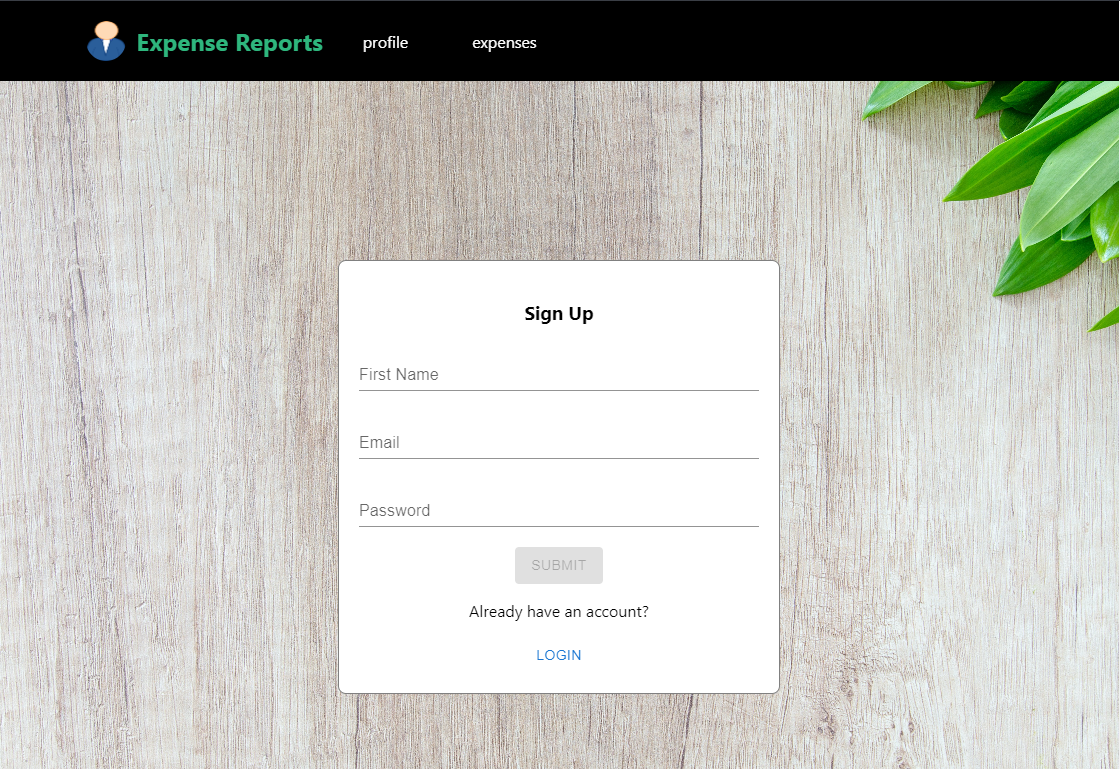 Expense Reports profile expenses
Sign Up
First Name
Email
Password
SUBMIT
Already have an account?
LOGIN